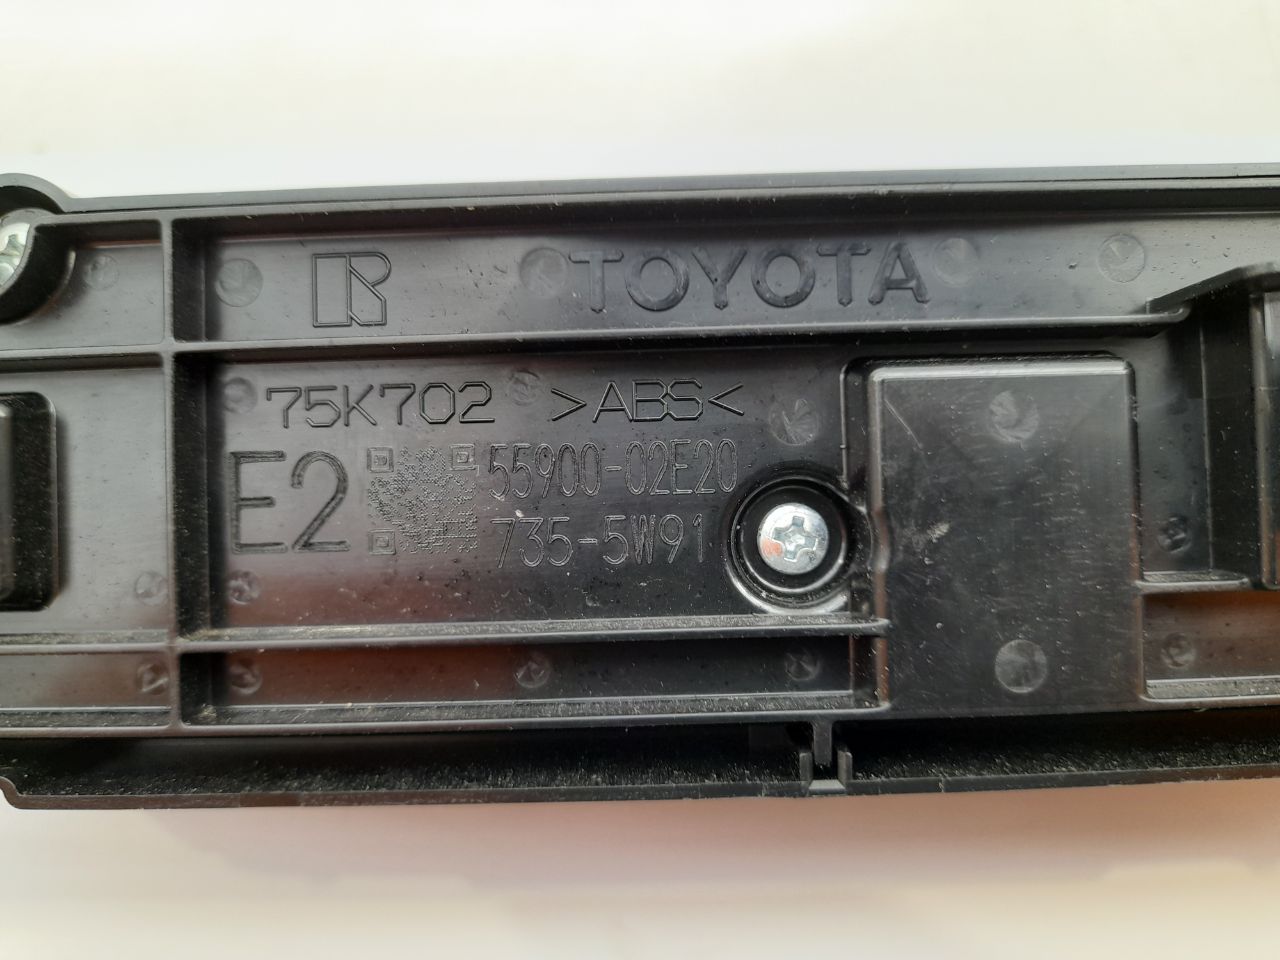 R TOYOTA
75K702 >ABS<
E2 55900-02E20
735-5W91